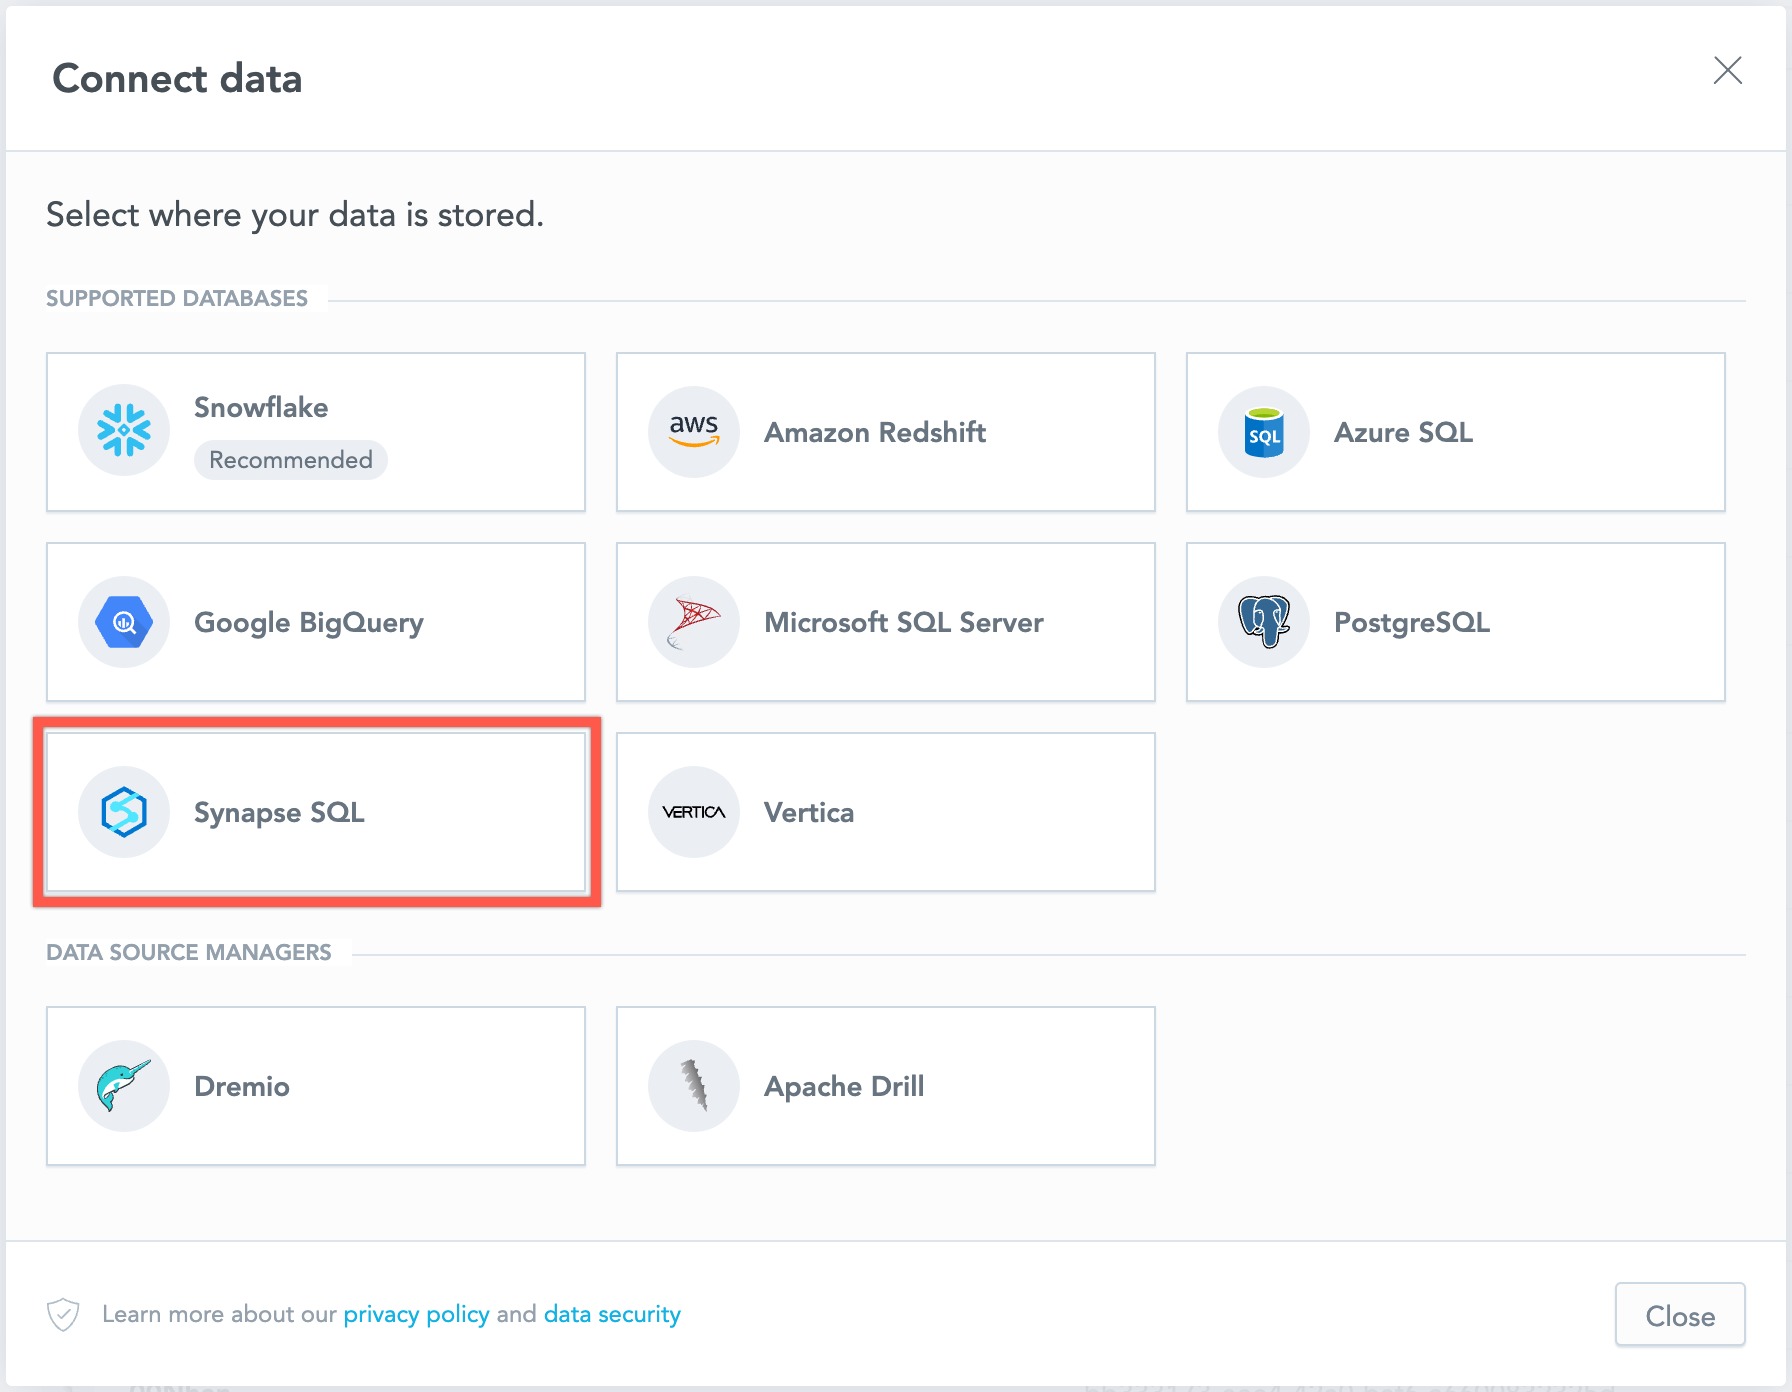 Connect data
Select where your data is stored.
SUPPORTED DATABASES
Snowflake
Recommended
aws
Amazon Redshift
SQL
Azure SQL
Google BigQuery
Microsoft SQL Server
PostgreSQL
Synapse SQL
VERTICA
Vertica
DATA SOURCE MANAGERS
Dremio
Apache Drill
Learn more about our privacy policy and data security
Close